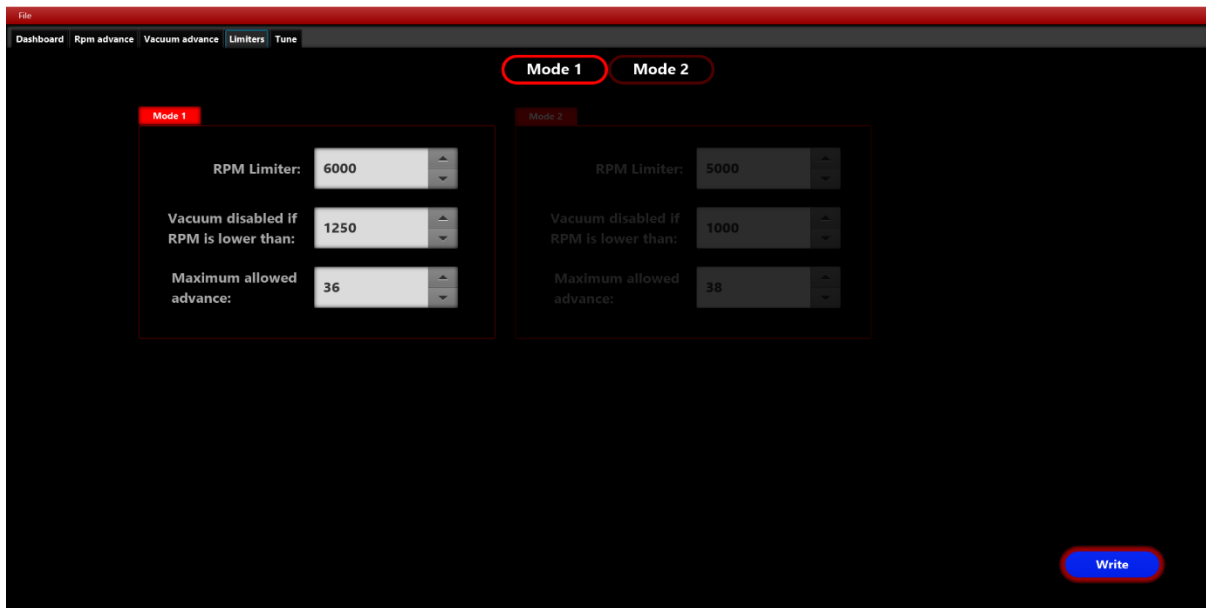 File
Dashboard Rpm advance Vacuum advance Limiters Tune
Mode 1 Mode 2
Mode 1
RPM Limiter: 6000
Vacuum disabled if
RPM is lower than: 1250
Maximum allowed
advance: 36
Mode 2
RPM Limiter: 5000
Vacuum disabled if
RPM is lower than: 1000
Maximum allowed
advance: 38
Write